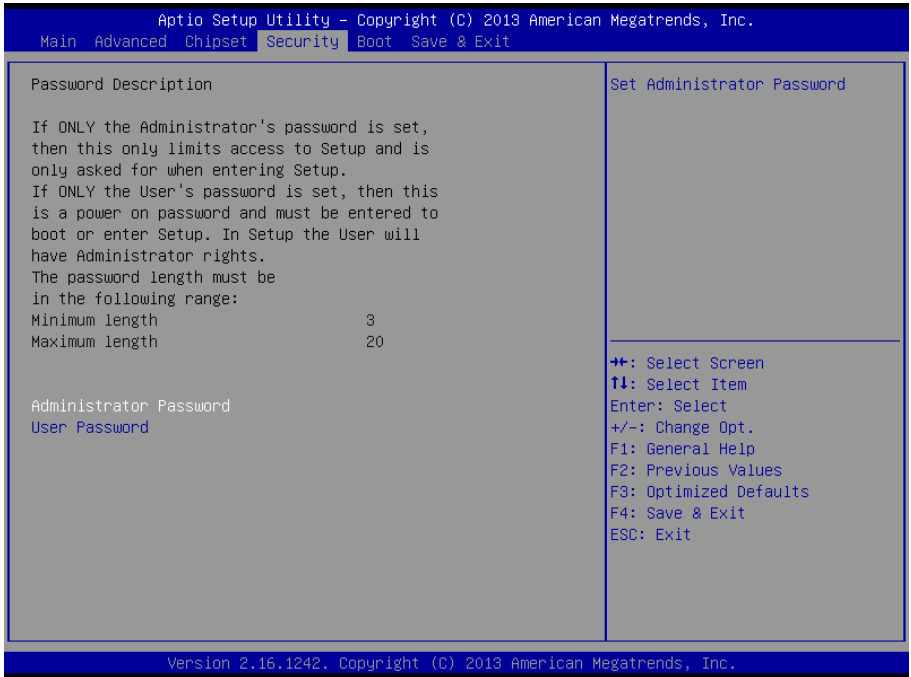 Aptio Setup Utility – Copyright (C) 2013 American Megatrends, Inc.
Main Advanced Chipset Security Boot Save & Exit
Password Description
If ONLY the Administrator's password is set,
then this only limits access to Setup and is
only asked for when entering Setup.
If ONLY the User's password is set, then this
is a power on password and must be entered to
boot or enter Setup. In Setup the User will
have Administrator rights.
The password length must be
in the following range:
Minimum length 3
Maximum length 20
Administrator Password
User Password
Set Administrator Password
→←: Select Screen
↑↓: Select Item
Enter: Select
+/-: Change Opt.
F1: General Help
F2: Previous Values
F3: Optimized Defaults
F4: Save & Exit
ESC: Exit
Version 2.16.1242. Copyright (C) 2013 American Megatrends, Inc.